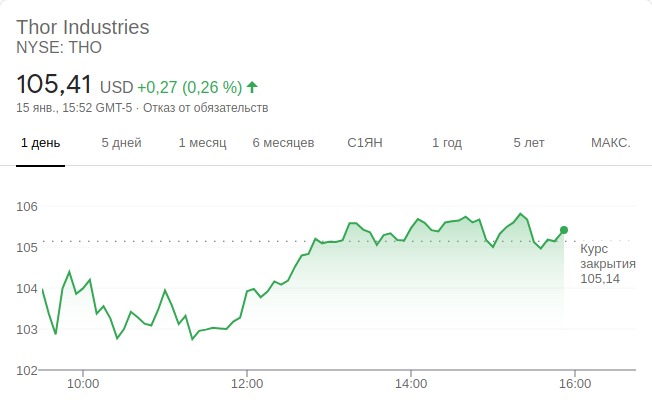 Thor Industries
NYSE: THO
105,41 USD +0,27 (0,26 %)
15 янв., 15:52 GMT-5 · Отказ от обязательств
1 день 5 дней 1 месяц 6 месяцев С1ЯН 1 год 5 лет МАКС.
106
105
104
103
102
Курс
закрытия
105,14
10:00 12:00 14:00 16:00